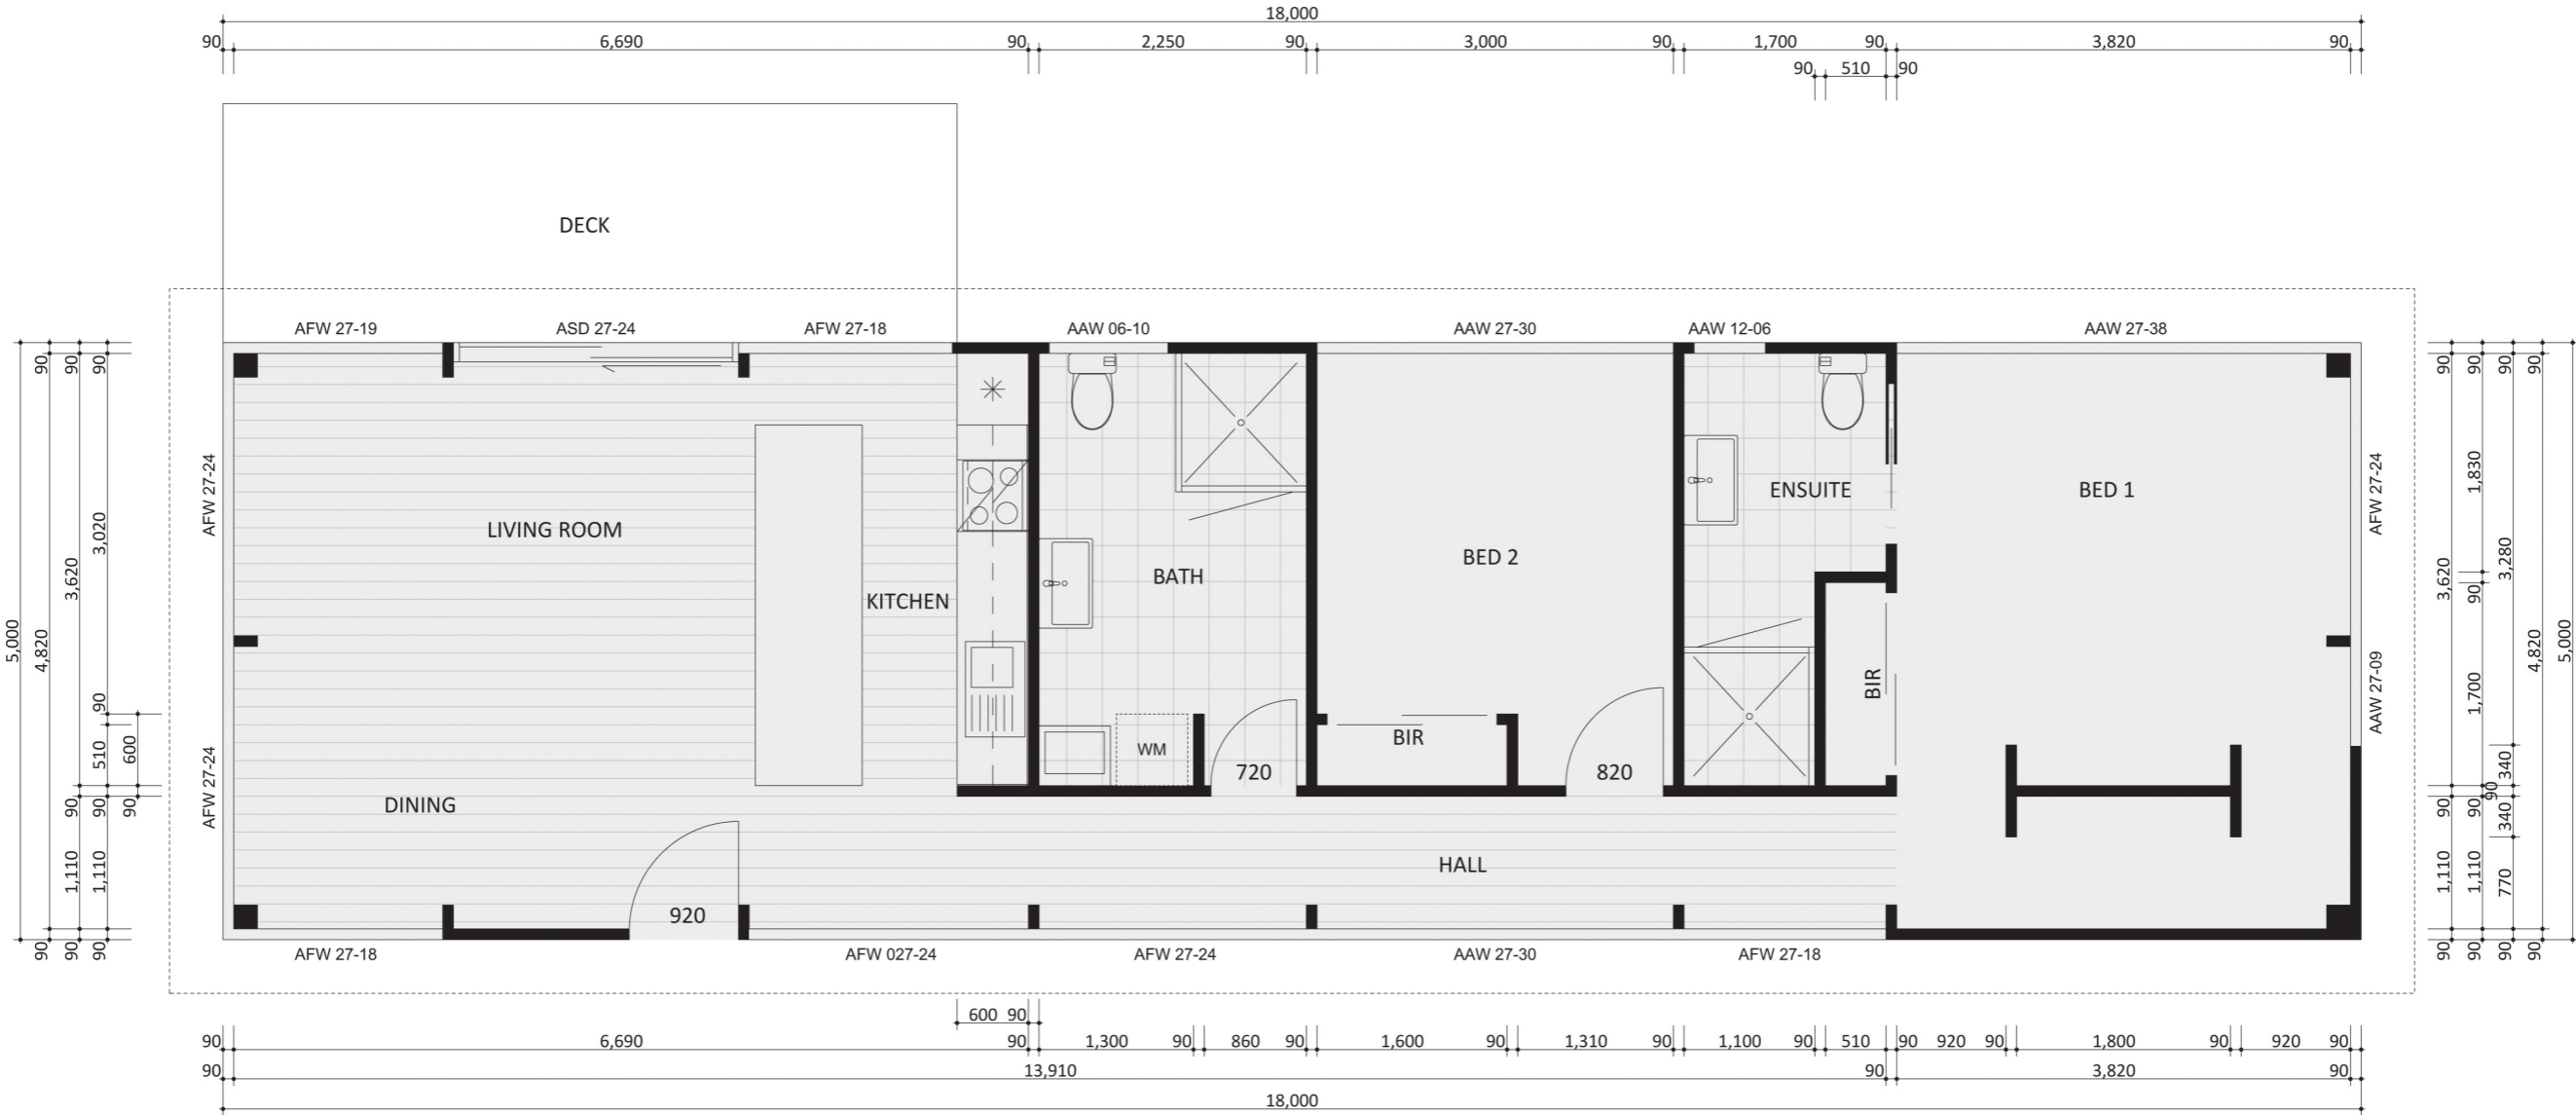 18,000
90 6,690 90 2,250 90 3,000 90 1,700 90 3,820 90
90 510 90
DECK
AFW 27-19 ASD 27-24 AFW 27-18 AAW 06-10 AAW 27-30 AAW 12-06 AAW 27-38
5,000
90 4,820 90
90 3,620 90 1,110 90
90 3,020 90 510 90 1,110 90
600 90
AFW 27-24
AFW 27-24
LIVING ROOM
DINING
KITCHEN
BATH
WM
BED 2
BIR
ENSUITE
BIR
BED 1
720
820
920
HALL
AFW 27-24
AAW 27-09
90 3,620 90 1,110 90
90 1,830 90 1,700 90 1,110 90
90 3,280 340 90 340 770 90
90 4,820 90
5,000
AFW 27-18 AFW 027-24 AFW 27-24 AAW 27-30 AFW 27-18
600 90
90 6,690 90 1,300 90 860 90 1,600 90 1,310 90 1,100 90 510 90 920 90 1,800 90 920 90
90 13,910 90 3,820 90
18,000